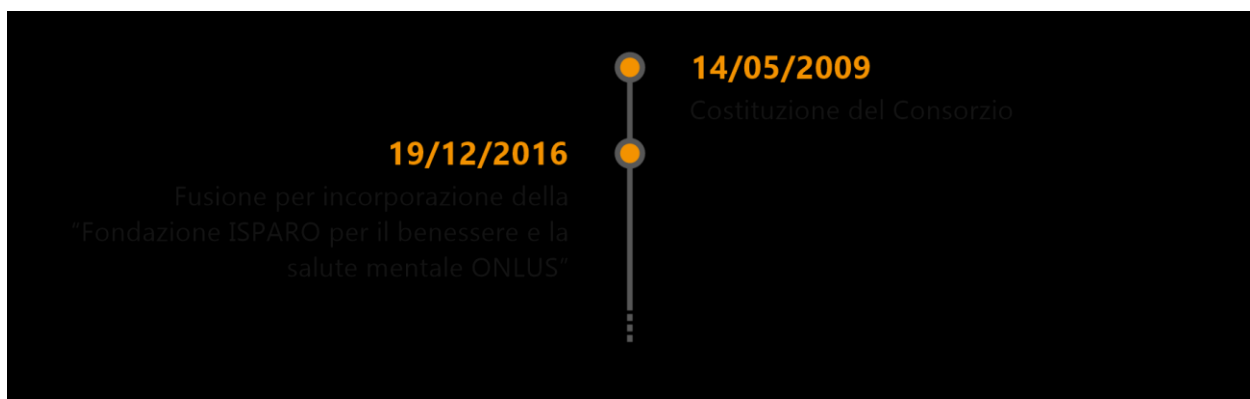 14/05/2009
Costituzione del Consorzio
19/12/2016
Fusione per incorporazione della
"Fondazione ISPARO per il benessere e la
salute mentale ONLUS"